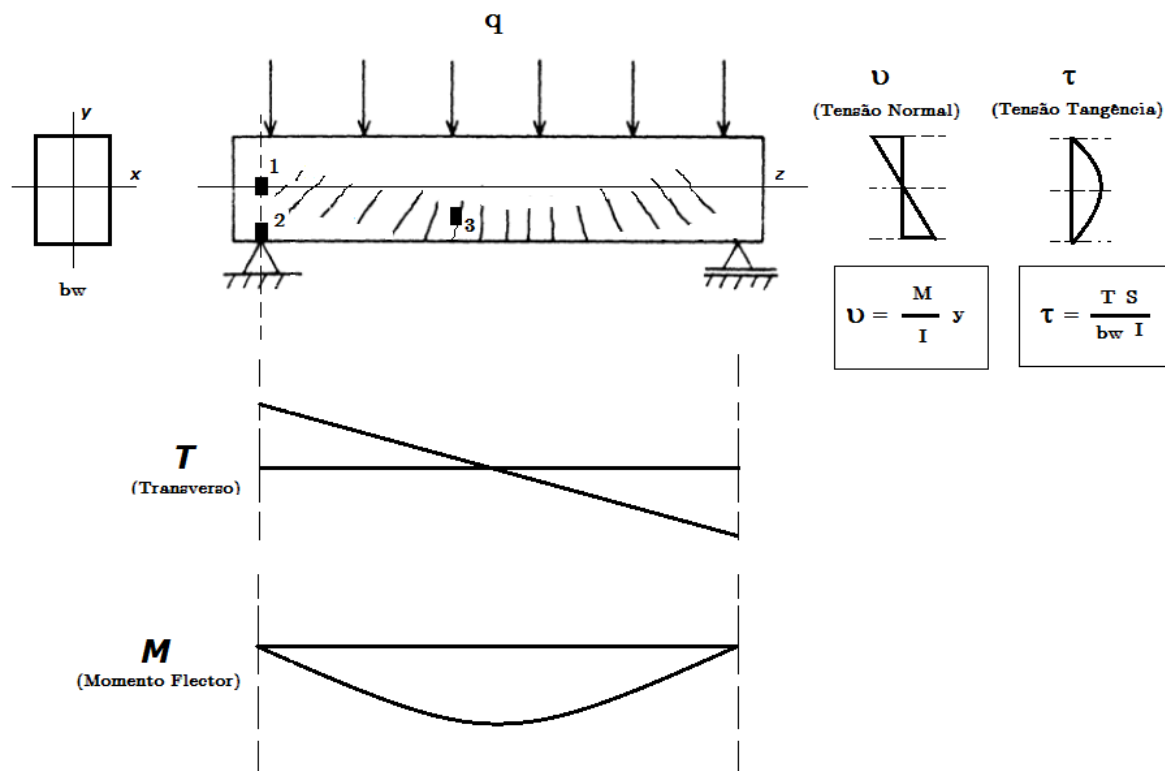 q
υ
(Tensão Normal)
τ
(Tensão Tangência)
y
x
bw
1
2
3
z
υ = M / I y
τ = T S / bw I
T
(Transverso)
M
(Momento Flector)